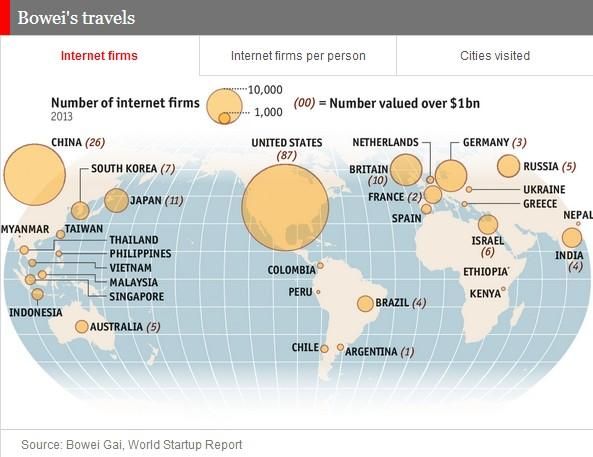 Bowei's travels
Internet firms
Internet firms per person
Cities visited
Number of internet firms
2013
10,000
1,000
(00) = Number valued over $1bn
CHINA (26)
SOUTH KOREA (7)
JAPAN (11)
UNITED STATES
(87)
NETHERLANDS
GERMANY (3)
BRITAIN
(10)
FRANCE (2)
SPAIN
RUSSIA (5)
UKRAINE
GREECE
NEPAL
MYANMAR
TAIWAN
THAILAND
PHILIPPINES
VIETNAM
MALAYSIA
SINGAPORE
INDONESIA
AUSTRALIA (5)
COLOMBIA
PERU
BRAZIL (4)
CHILE
ARGENTINA (1)
ISRAEL
(6)
INDIA
(4)
ETHIOPIA
KENYA
Source: Bowei Gai, World Startup Report